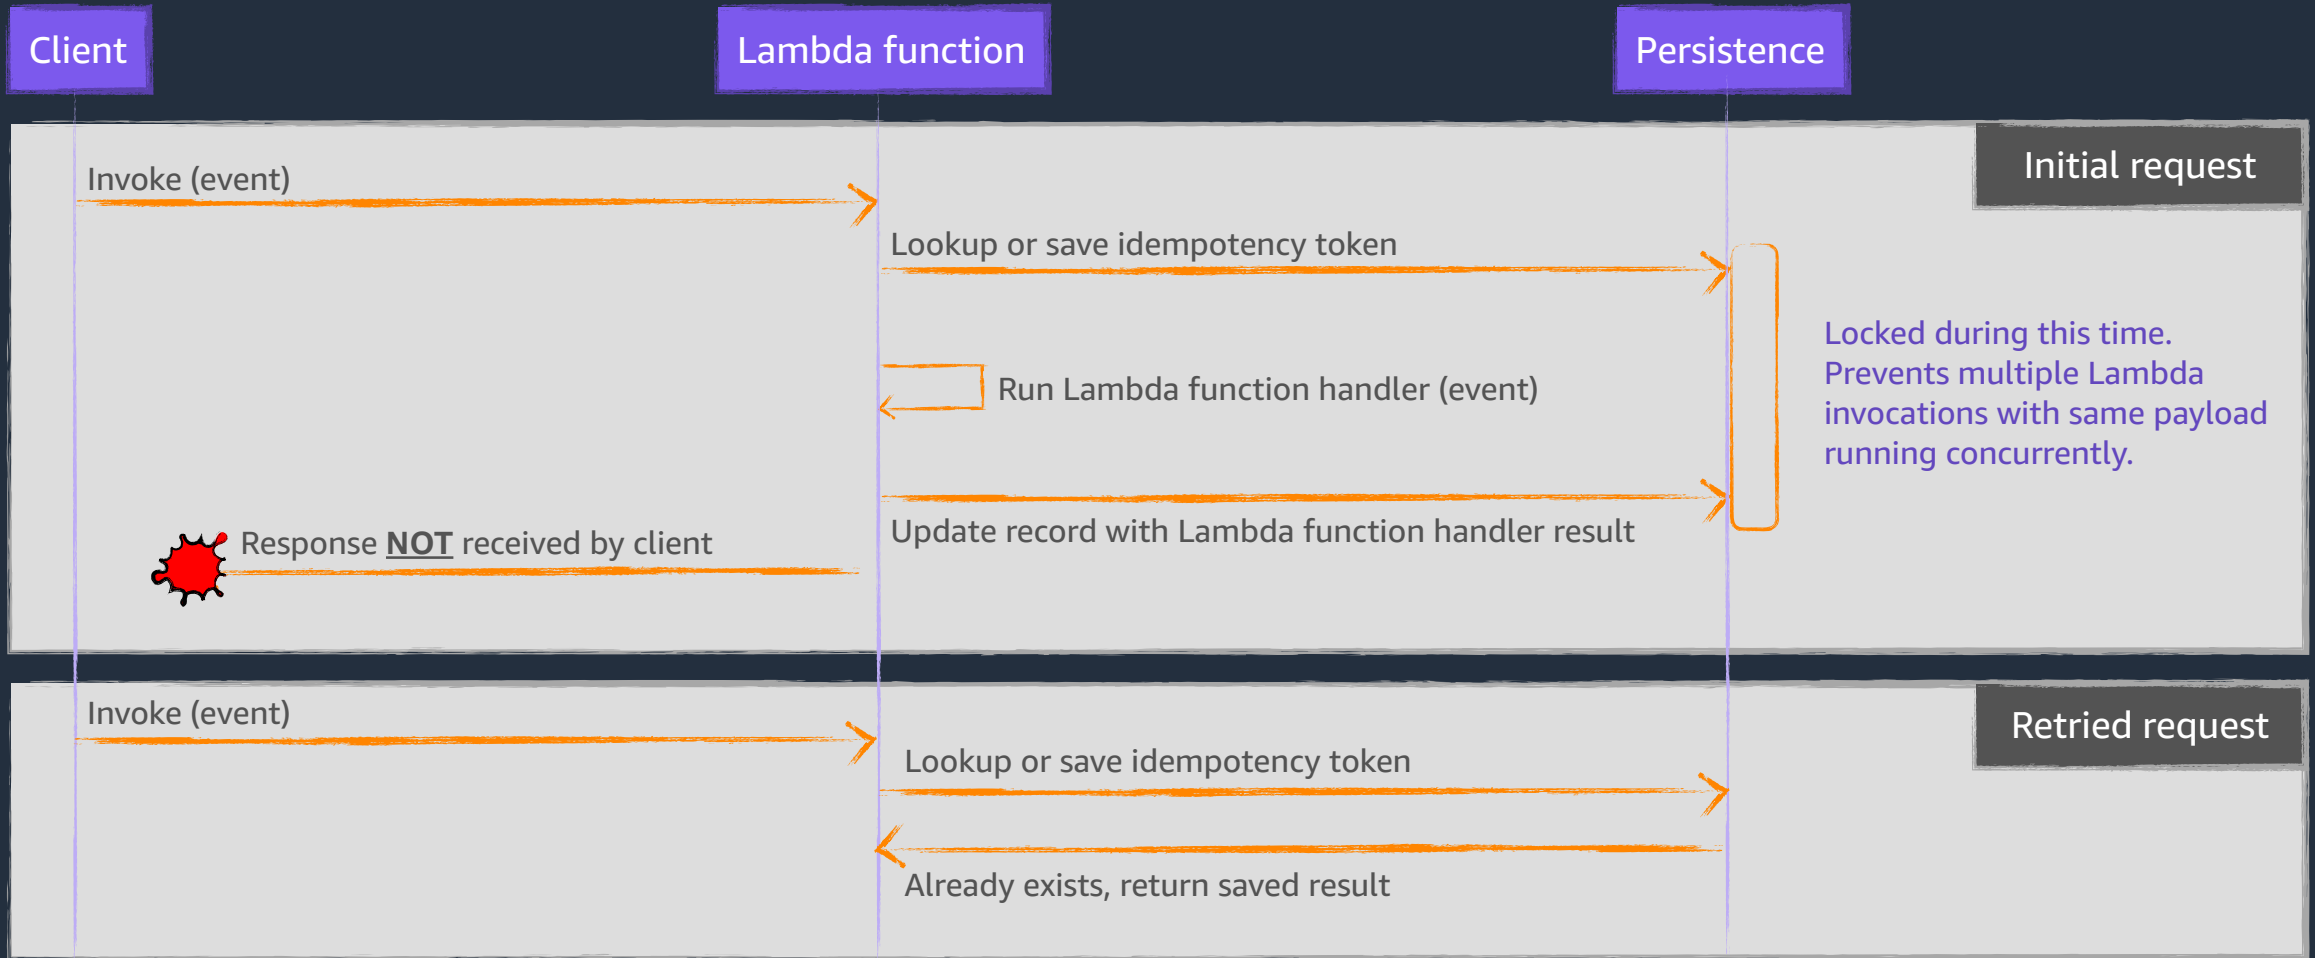 Client
Lambda function
Persistence
Initial request
Invoke (event)
Lookup or save idempotency token
Locked during this time.
Prevents multiple Lambda
invocations with same payload
running concurrently.
Run Lambda function handler (event)
Update record with Lambda function handler result
Response NOT received by client
Retried request
Invoke (event)
Lookup or save idempotency token
Already exists, return saved result